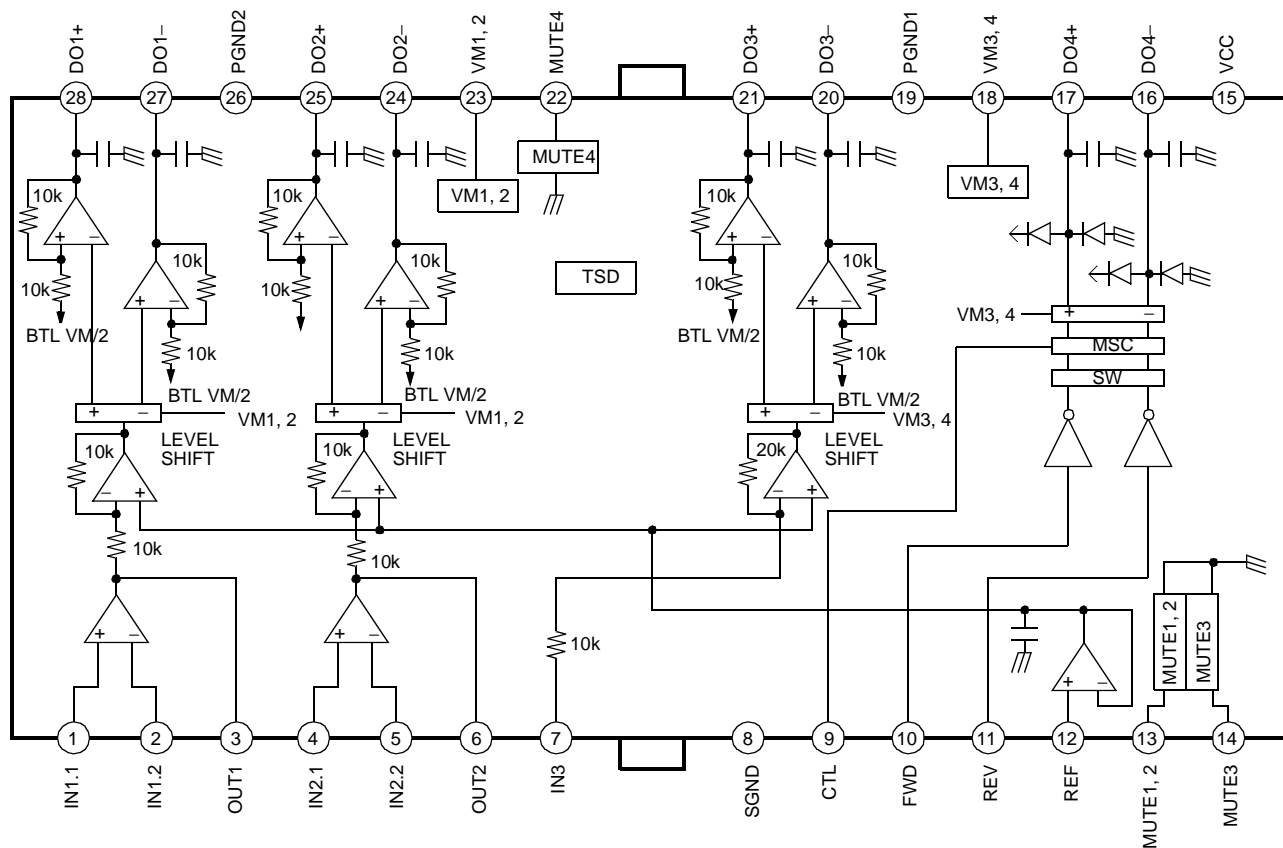 DO1+
DO1−
PGND2
DO2+
DO2−
VM1, 2
MUTE4
DO3+
DO3−
PGND1
VM3, 4
DO4+
DO4−
VCC
28
27
26
25
24
23
22
21
20
19
18
17
16
15
10k
+ −
10k
BTL VM/2
10k
+ −
10k
BTL VM/2
10k
+ −
10k
10k
+ −
10k
BTL VM/2
VM1, 2
MUTE4
TSD
10k
+ −
10k
BTL VM/2
10k
+ −
10k
BTL VM/2
VM3, 4
VM3, 4
+ −
MSC
SW
+ −
VM1, 2
LEVEL
SHIFT
10k
− +
10k
+ −
+ −
VM1, 2
LEVEL
SHIFT
10k
− +
10k
+ −
+ −
VM3, 4
LEVEL
SHIFT
20k
− +
10k
+ −
MUTE1, 2
MUTE3
1
2
3
4
5
6
7
8
9
10
11
12
13
14
IN1.1
IN1.2
OUT1
IN2.1
IN2.2
OUT2
IN3
SGND
CTL
FWD
REV
REF
MUTE1, 2
MUTE3